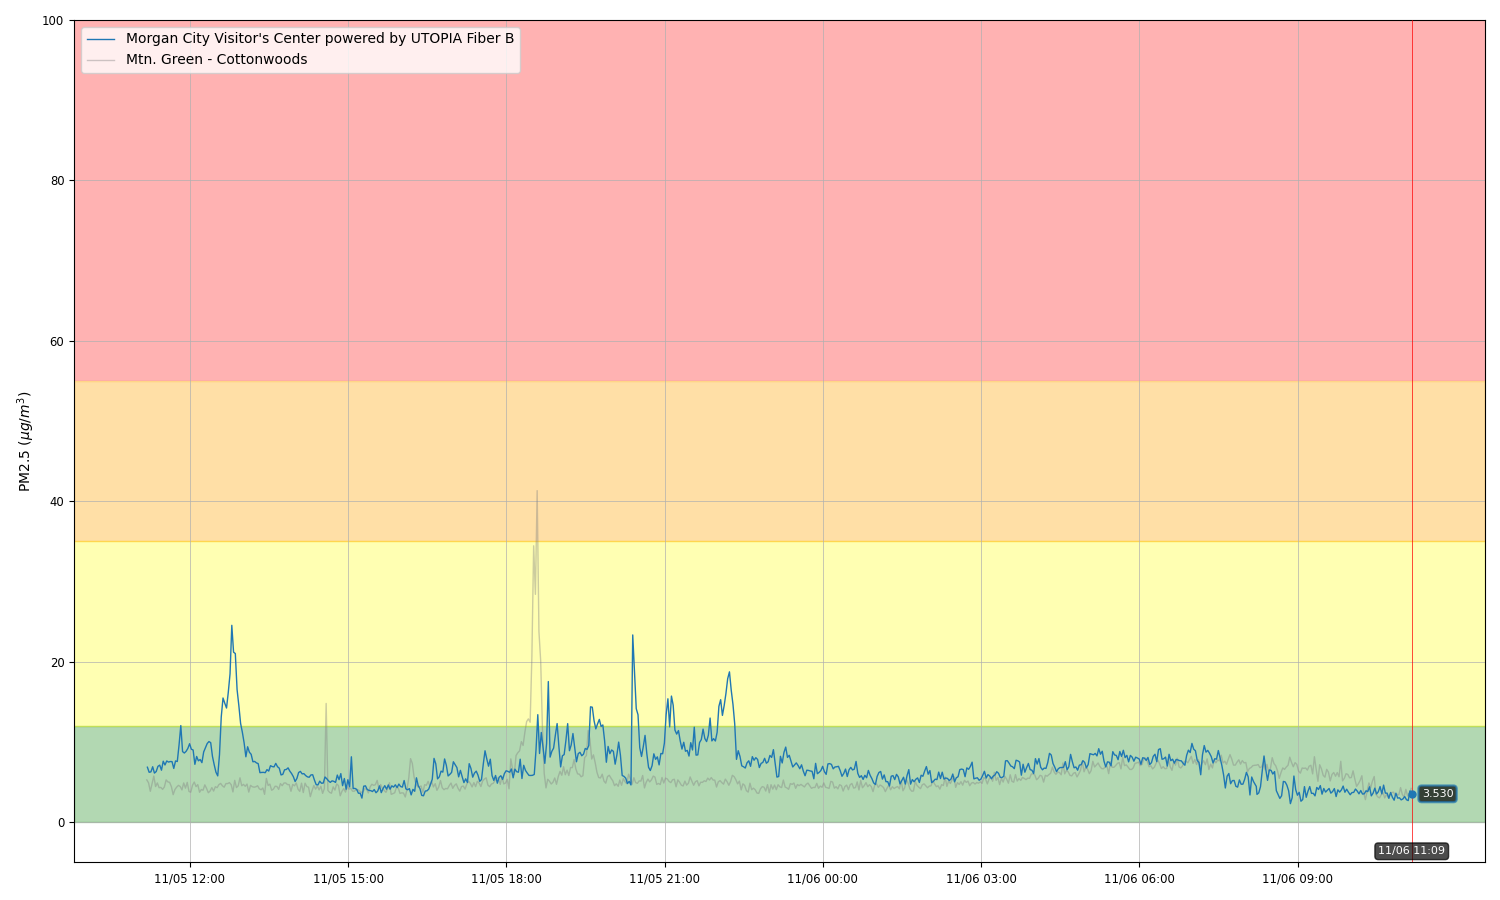 Morgan City Visitor's Center powered by UTOPIA Fiber B
Mtn. Green - Cottonwoods
100
80
60
40
20
0
PM2.5 (μg/m³)
3.530
11/06 11:09
11/05 12:00 11/05 15:00 11/05 18:00 11/05 21:00 11/06 00:00 11/06 03:00 11/06 06:00 11/06 09:00